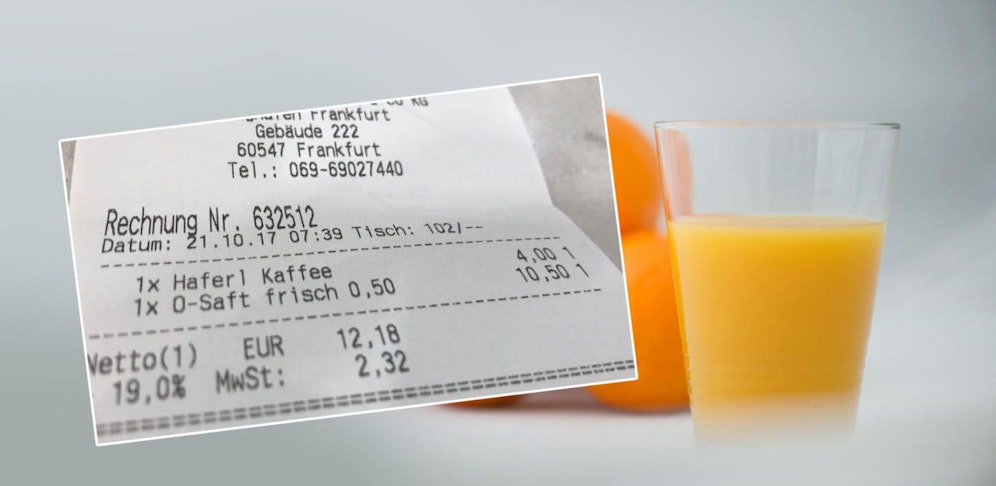 Frankfurt
Gebäude 222
60547 Frankfurt
Tel.: 069-69027440
Rechnung Nr. 632512
Datum: 21.10.17 07:39 Tisch: 102/--
1x Haferl Kaffee 4,00 1
1x O-Saft frisch 0,50 10,50 1
Netto(1) EUR 12,18
19,0% MwSt: 2,32